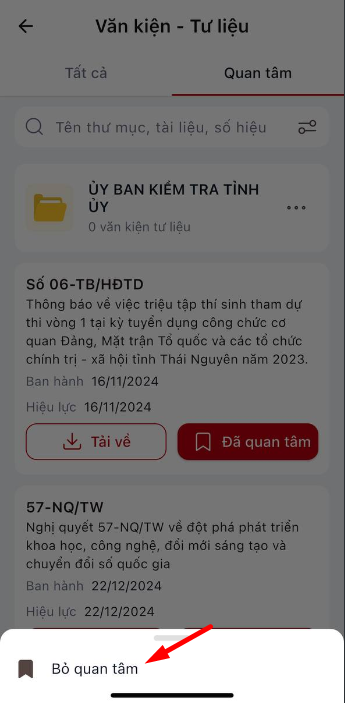 Văn kiện - Tư liệu
Tất cả
Quan tâm
Tên thư mục, tài liệu, số hiệu
ỦY BAN KIỂM TRA TỈNH
ỦY
0 văn kiện tư liệu
Số 06-TB/HĐTD
Thông báo về việc triệu tập thí sinh tham dự
thi vòng 1 tại kỳ tuyển dụng công chức cơ
quan Đảng, Mặt trận Tổ quốc và các tổ chức
chính trị - xã hội tỉnh Thái Nguyên năm 2023.
Ban hành 16/11/2024
Hiệu lực 16/11/2024
Tải về
Đã quan tâm
57-NQ/TW
Nghị quyết 57-NQ/TW về đột phá phát triển
khoa học, công nghệ, đổi mới sáng tạo và
chuyển đổi số quốc gia
Ban hành 22/12/2024
Hiệu lực 22/12/2024
Bỏ quan tâm